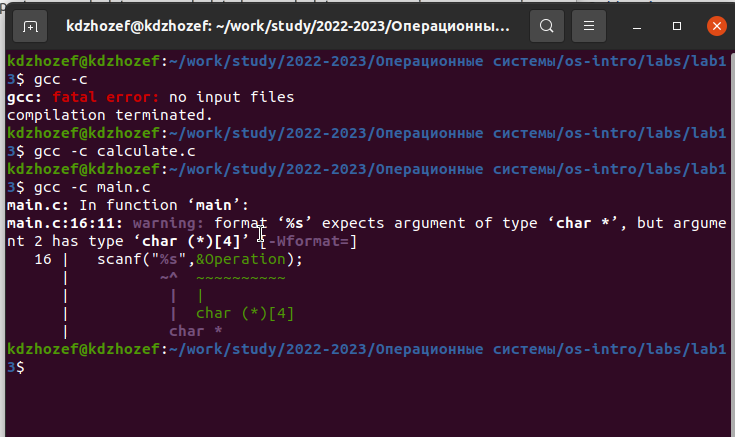 kdzhozef@kdzhozef: ~/work/study/2022-2023/Операционны...
kdzhozef@kdzhozef:~/work/study/2022-2023/Операционные системы/os-intro/labs/lab1
3$ gcc -c
gcc: fatal error: no input files
compilation terminated.
kdzhozef@kdzhozef:~/work/study/2022-2023/Операционные системы/os-intro/labs/lab1
3$ gcc -c calculate.c
kdzhozef@kdzhozef:~/work/study/2022-2023/Операционные системы/os-intro/labs/lab1
3$ gcc -c main.c
main.c: In function ‘main’:
main.c:16:11: warning: format ‘%s’ expects argument of type ‘char *’, but argume
nt 2 has type ‘char (*)[4]’ [-Wformat=]
   16 |   scanf("%s",&Operation);
      |          ~^  ~~~~~~~~~~
      |           |  |
      |           |  char (*)[4]
      |           char *
kdzhozef@kdzhozef:~/work/study/2022-2023/Операционные системы/os-intro/labs/lab1
3$